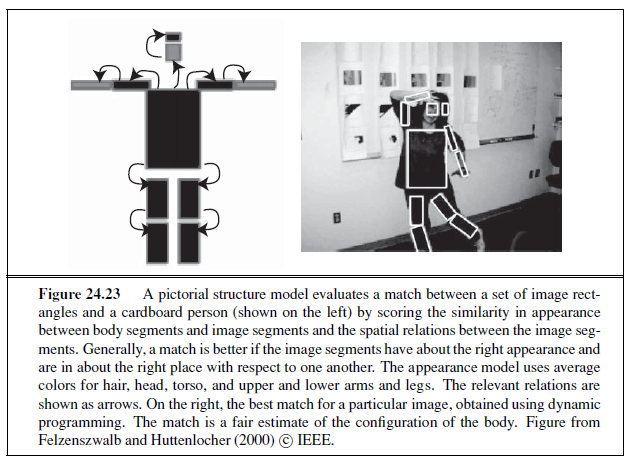 Figure 24.23 A pictorial structure model evaluates a match between a set of image rect-
angles and a cardboard person (shown on the left) by scoring the similarity in appearance
between body segments and image segments and the spatial relations between the image seg-
ments. Generally, a match is better if the image segments have about the right appearance and
are in about the right place with respect to one another. The appearance model uses average
colors for hair, head, torso, and upper and lower arms and legs. The relevant relations are
shown as arrows. On the right, the best match for a particular image, obtained using dynamic
programming. The match is a fair estimate of the configuration of the body. Figure from
Felzenszwalb and Huttenlocher (2000) © IEEE.